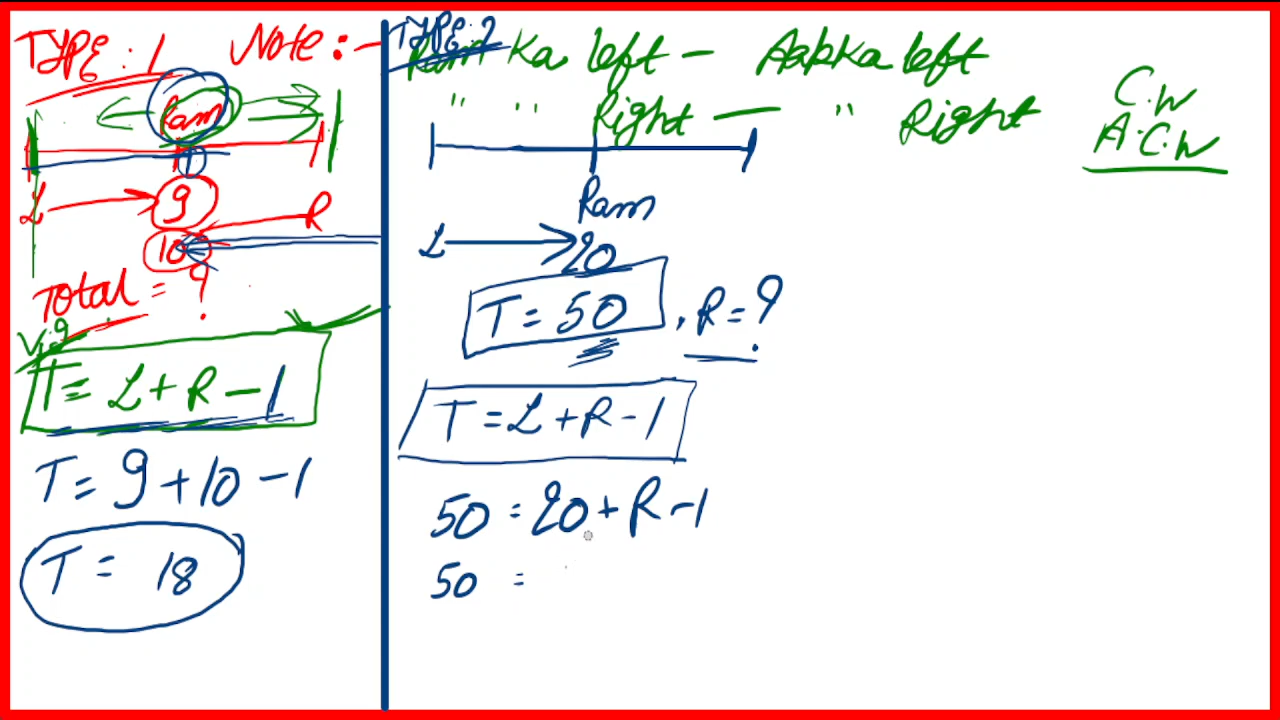 TYPE : 1 Note :-
Ram
1
L → 9
10 ← R
Total = ?
V.g
T = L + R - 1
T = 9 + 10 - 1
T = 18
TYPE : 2
Ram Ka left - Aapka left
" " Right - " Right
C.W
A.C.W
Ram
L → 20
T = 50 , R = ?
T = L + R - 1
50 = 20 + R - 1
50 =